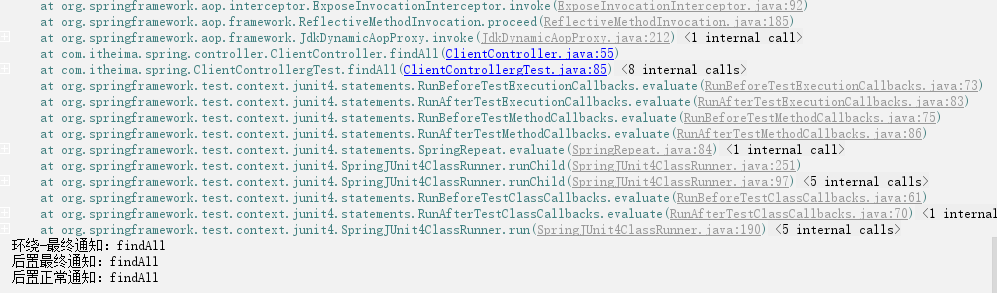 at org.springframework.aop.interceptor.ExposeInvocationInterceptor.invoke(ExposeInvocationInterceptor.java:92)
at org.springframework.aop.framework.ReflectiveMethodInvocation.proceed(ReflectiveMethodInvocation.java:185)
at org.springframework.aop.framework.JdkDynamicAopProxy.invoke(JdkDynamicAopProxy.java:212) <1 internal call>
at com.itheima.spring.controller.ClientController.findAll(ClientController.java:55)
at com.itheima.spring.ClientControllergTest.findAll(ClientControllergTest.java:85) <8 internal calls>
at org.springframework.test.context.junit4.statements.RunBeforeTestExecutionCallbacks.evaluate(RunBeforeTestExecutionCallbacks.java:73)
at org.springframework.test.context.junit4.statements.RunAfterTestExecutionCallbacks.evaluate(RunAfterTestExecutionCallbacks.java:83)
at org.springframework.test.context.junit4.statements.RunBeforeTestMethodCallbacks.evaluate(RunBeforeTestMethodCallbacks.java:75)
at org.springframework.test.context.junit4.statements.RunAfterTestMethodCallbacks.evaluate(RunAfterTestMethodCallbacks.java:86)
at org.springframework.test.context.junit4.statements.SpringRepeat.evaluate(SpringRepeat.java:84) <1 internal call>
at org.springframework.test.context.junit4.SpringJUnit4ClassRunner.runChild(SpringJUnit4ClassRunner.java:251)
at org.springframework.test.context.junit4.SpringJUnit4ClassRunner.runChild(SpringJUnit4ClassRunner.java:97) <5 internal calls>
at org.springframework.test.context.junit4.statements.RunBeforeTestClassCallbacks.evaluate(RunBeforeTestClassCallbacks.java:61)
at org.springframework.test.context.junit4.statements.RunAfterTestClassCallbacks.evaluate(RunAfterTestClassCallbacks.java:70) <1 internal
at org.springframework.test.context.junit4.SpringJUnit4ClassRunner.run(SpringJUnit4ClassRunner.java:190) <5 internal calls>
环绕—最终通知：findAll
后置最终通知：findAll
后置正常通知：findAll